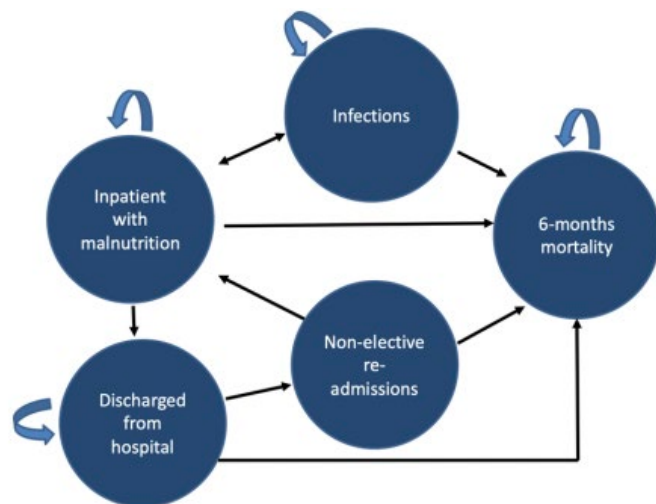 Infections
Inpatient
with
malnutrition
6-months
mortality
Non-elective
re-
admissions
Discharged
from
hospital